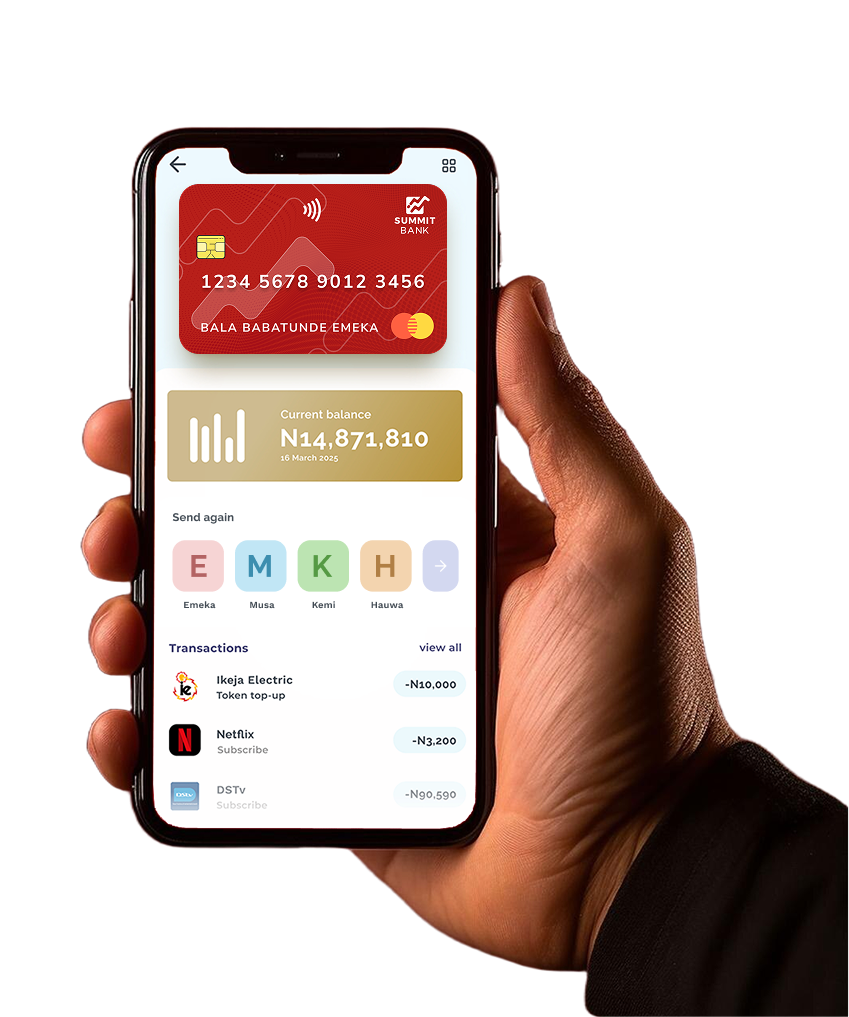 SUMMIT
BANK
1234 5678 9012 3456
BALA BABATUNDE EMEKA
Current balance
N14,871,810
16 March 2025
Send again
E M K H
Emeka Musa Kemi Hauwa
Transactions view all
ie Ikeja Electric -N10,000
Token top-up
N Netflix -N3,200
Subscribe
DStv DSTv -N90,590
Subscribe